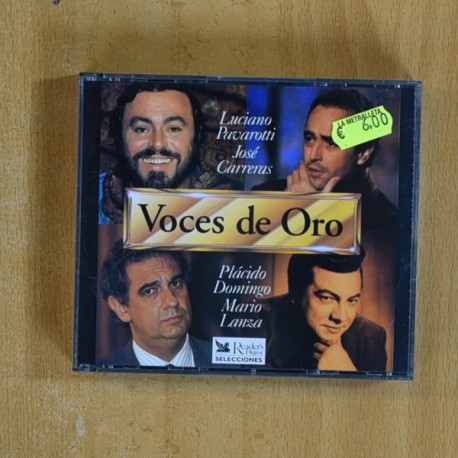 Luciano
Pavarotti
José
Carreras
LA METRALLETA
€ 6.00
Voces de Oro
Plácido
Domingo
Mario
Lanza
Reader's
Digest
SELECCIONES